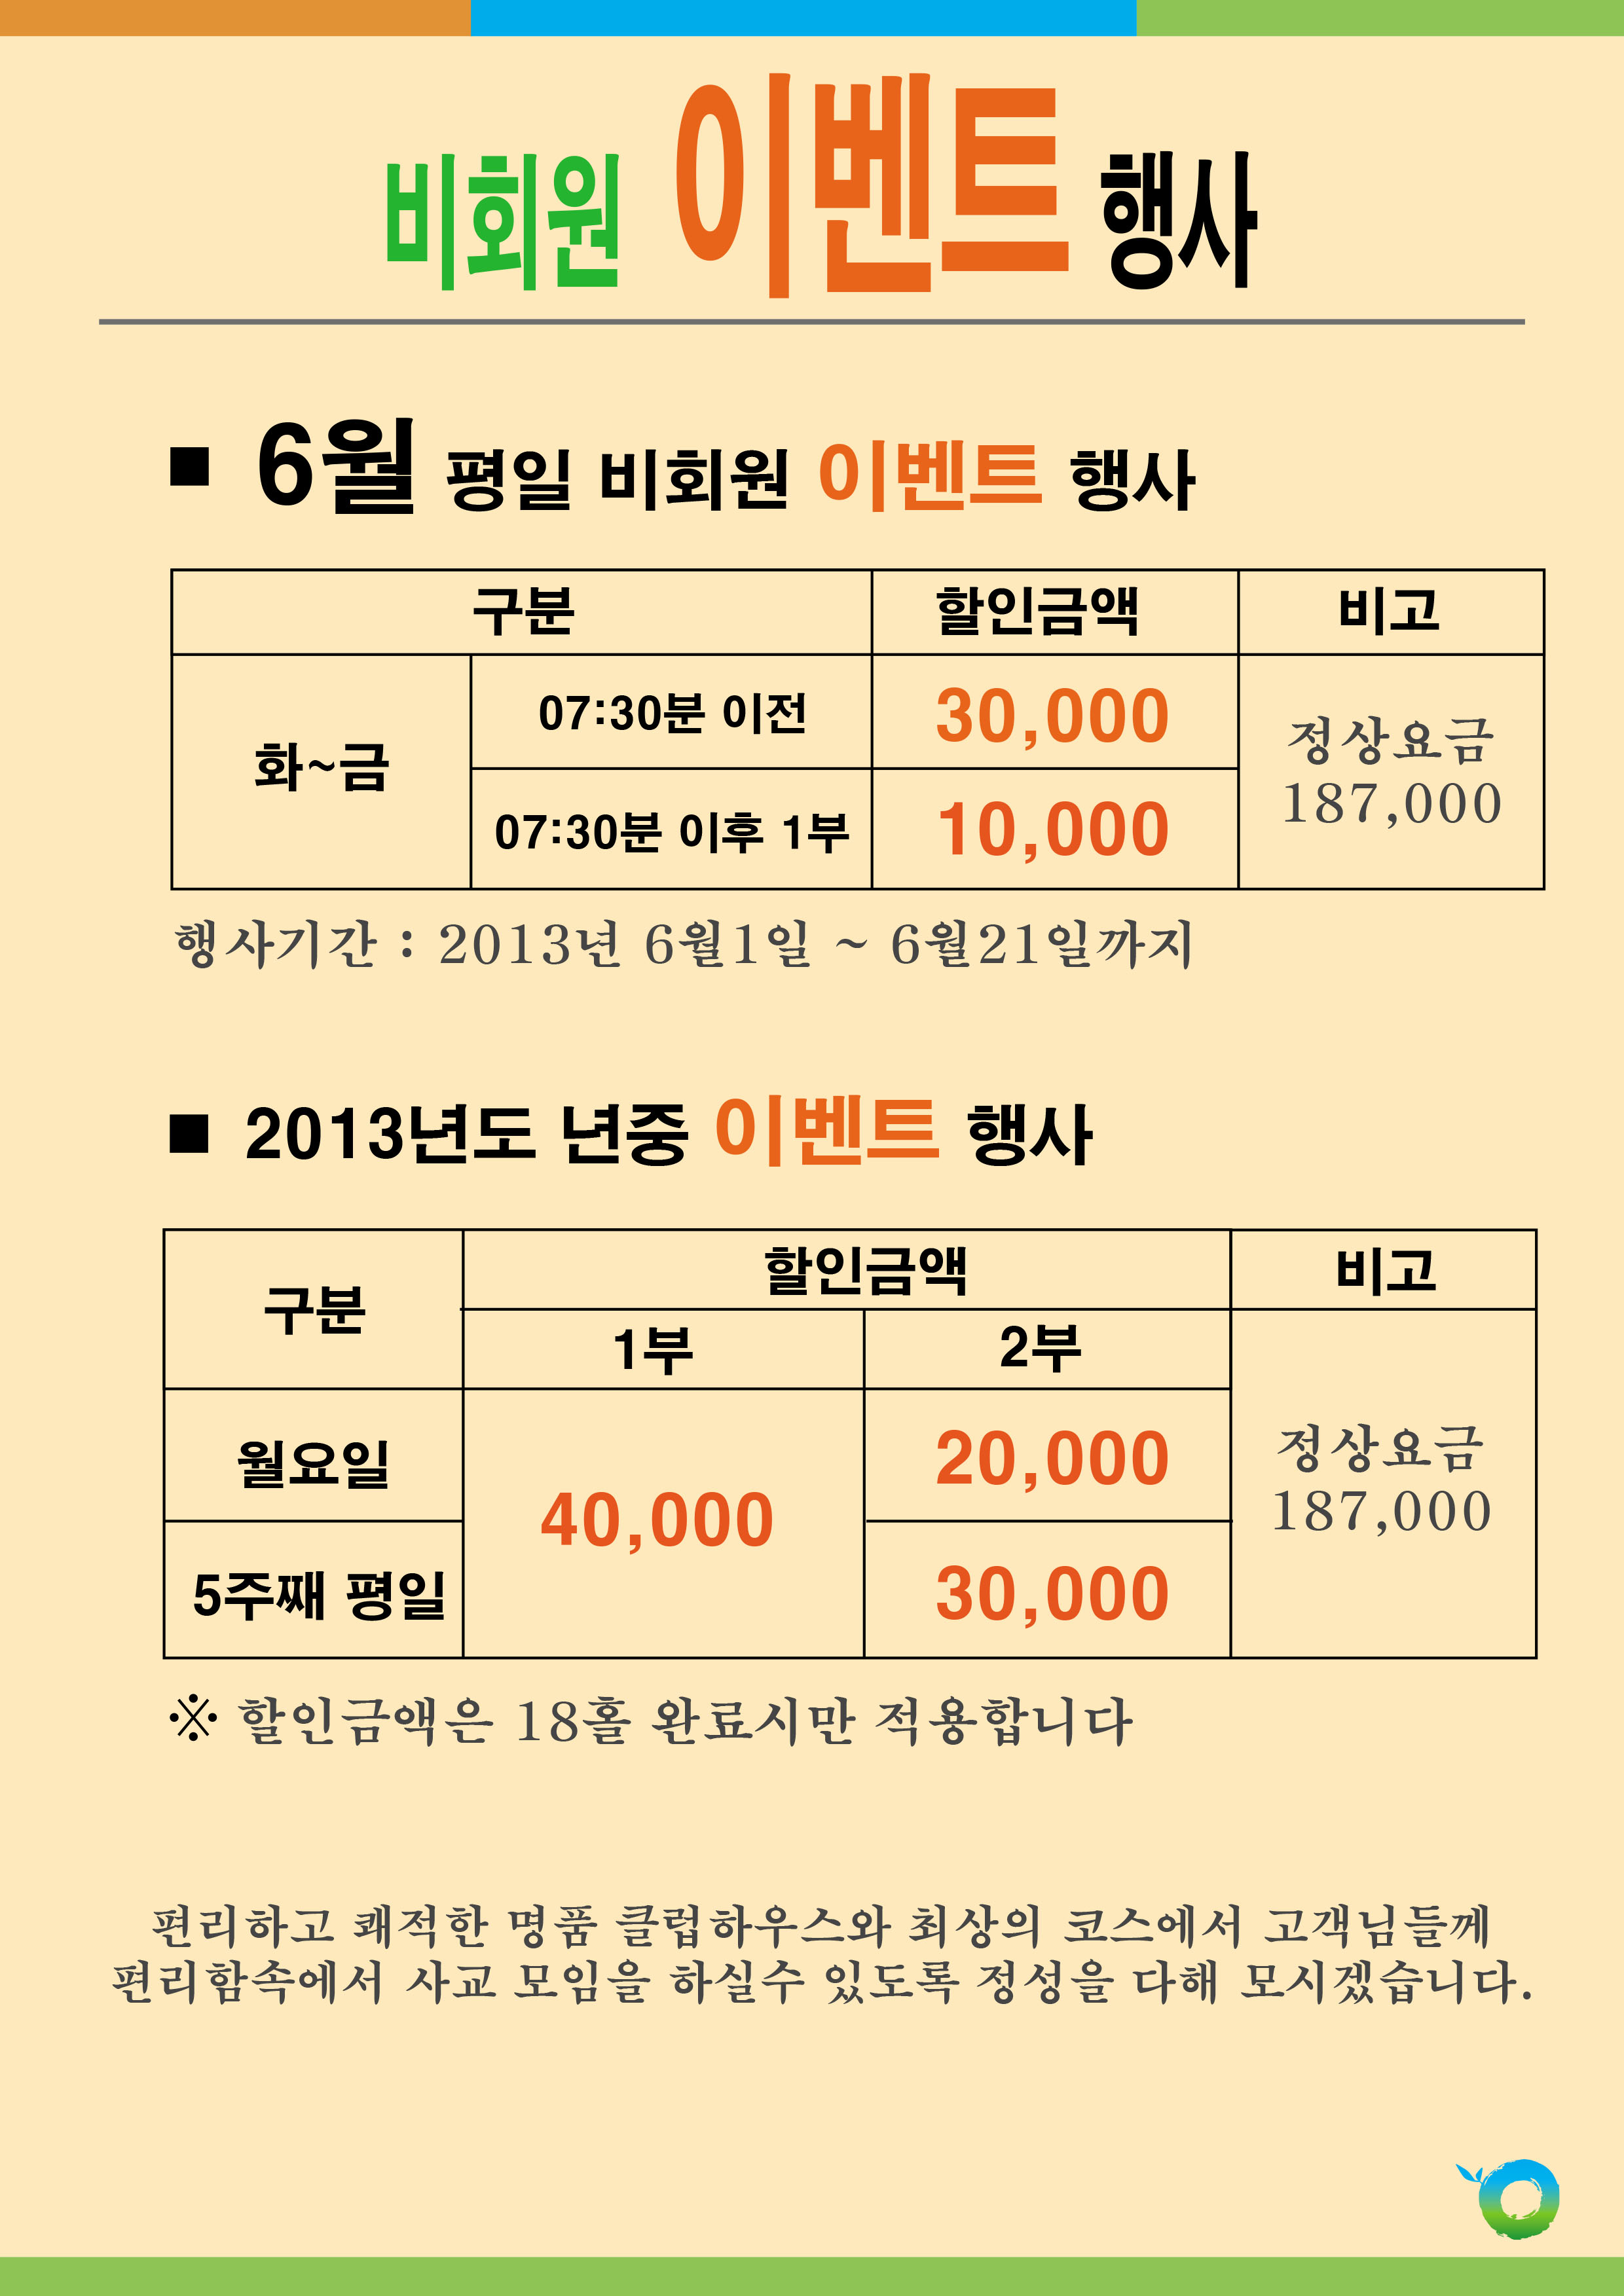 비회원 이벤트 행사
■ 6월 평일 비회원 이벤트 행사
구분 할인금액 비고
화~금
07:30분 이전 30,000
07:30분 이후 1부 10,000
정상요금
187,000
행사기간 : 2013년 6월1일 ~ 6월21일까지
■ 2013년도 년중 이벤트 행사
구분 할인금액 비고
1부 2부
월요일 20,000
40,000
5주째 평일 30,000
정상요금
187,000
※ 할인금액은 18홀 완료시만 적용합니다
편리하고 쾌적한 명품 클럽하우스와 최상의 코스에서 고객님들께
편리함속에서 사교 모임을 하실수 있도록 정성을 다해 모시겠습니다.